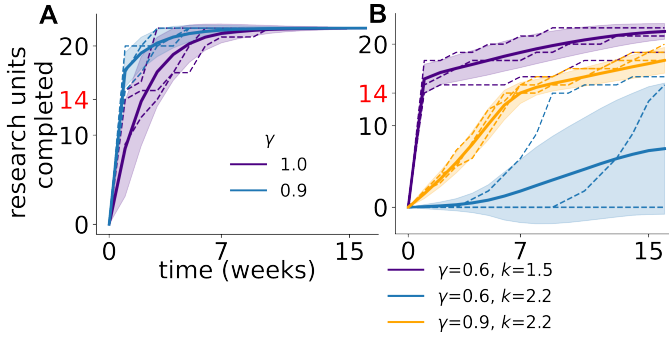 A
B
research units
completed
20
14
10
0
γ
1.0
0.9
0
7
15
time (weeks)
20
14
10
0
0
7
15
γ=0.6, k=1.5
γ=0.6, k=2.2
γ=0.9, k=2.2